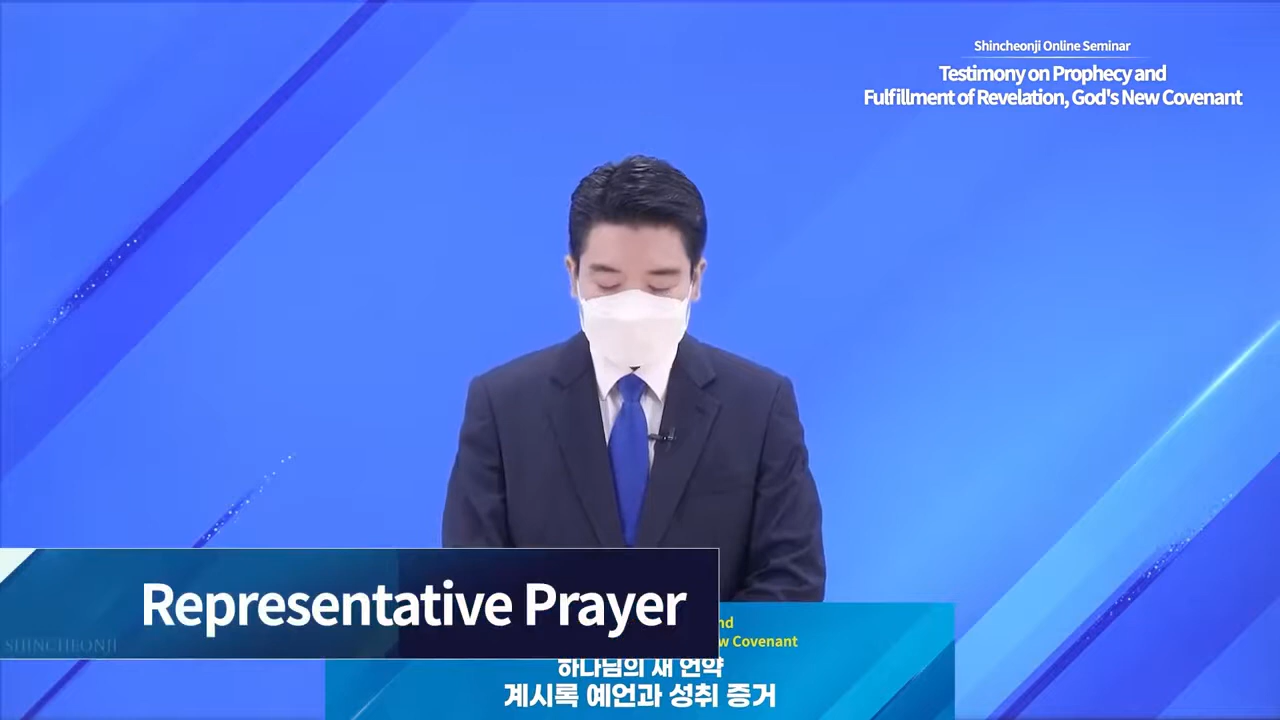 Shincheonji Online Seminar
Testimony on Prophecy and
Fulfillment of Revelation, God's New Covenant
Representative Prayer
SHINCHEONJI
nd
w Covenant
하나님의 새 언약
계시록 예언과 성취 증거